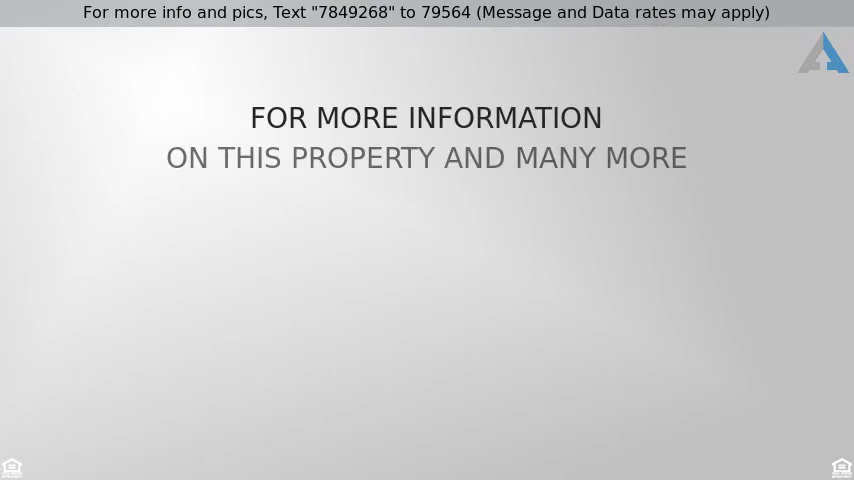 For more info and pics, Text "7849268" to 79564 (Message and Data rates may apply)
FOR MORE INFORMATION
ON THIS PROPERTY AND MANY MORE